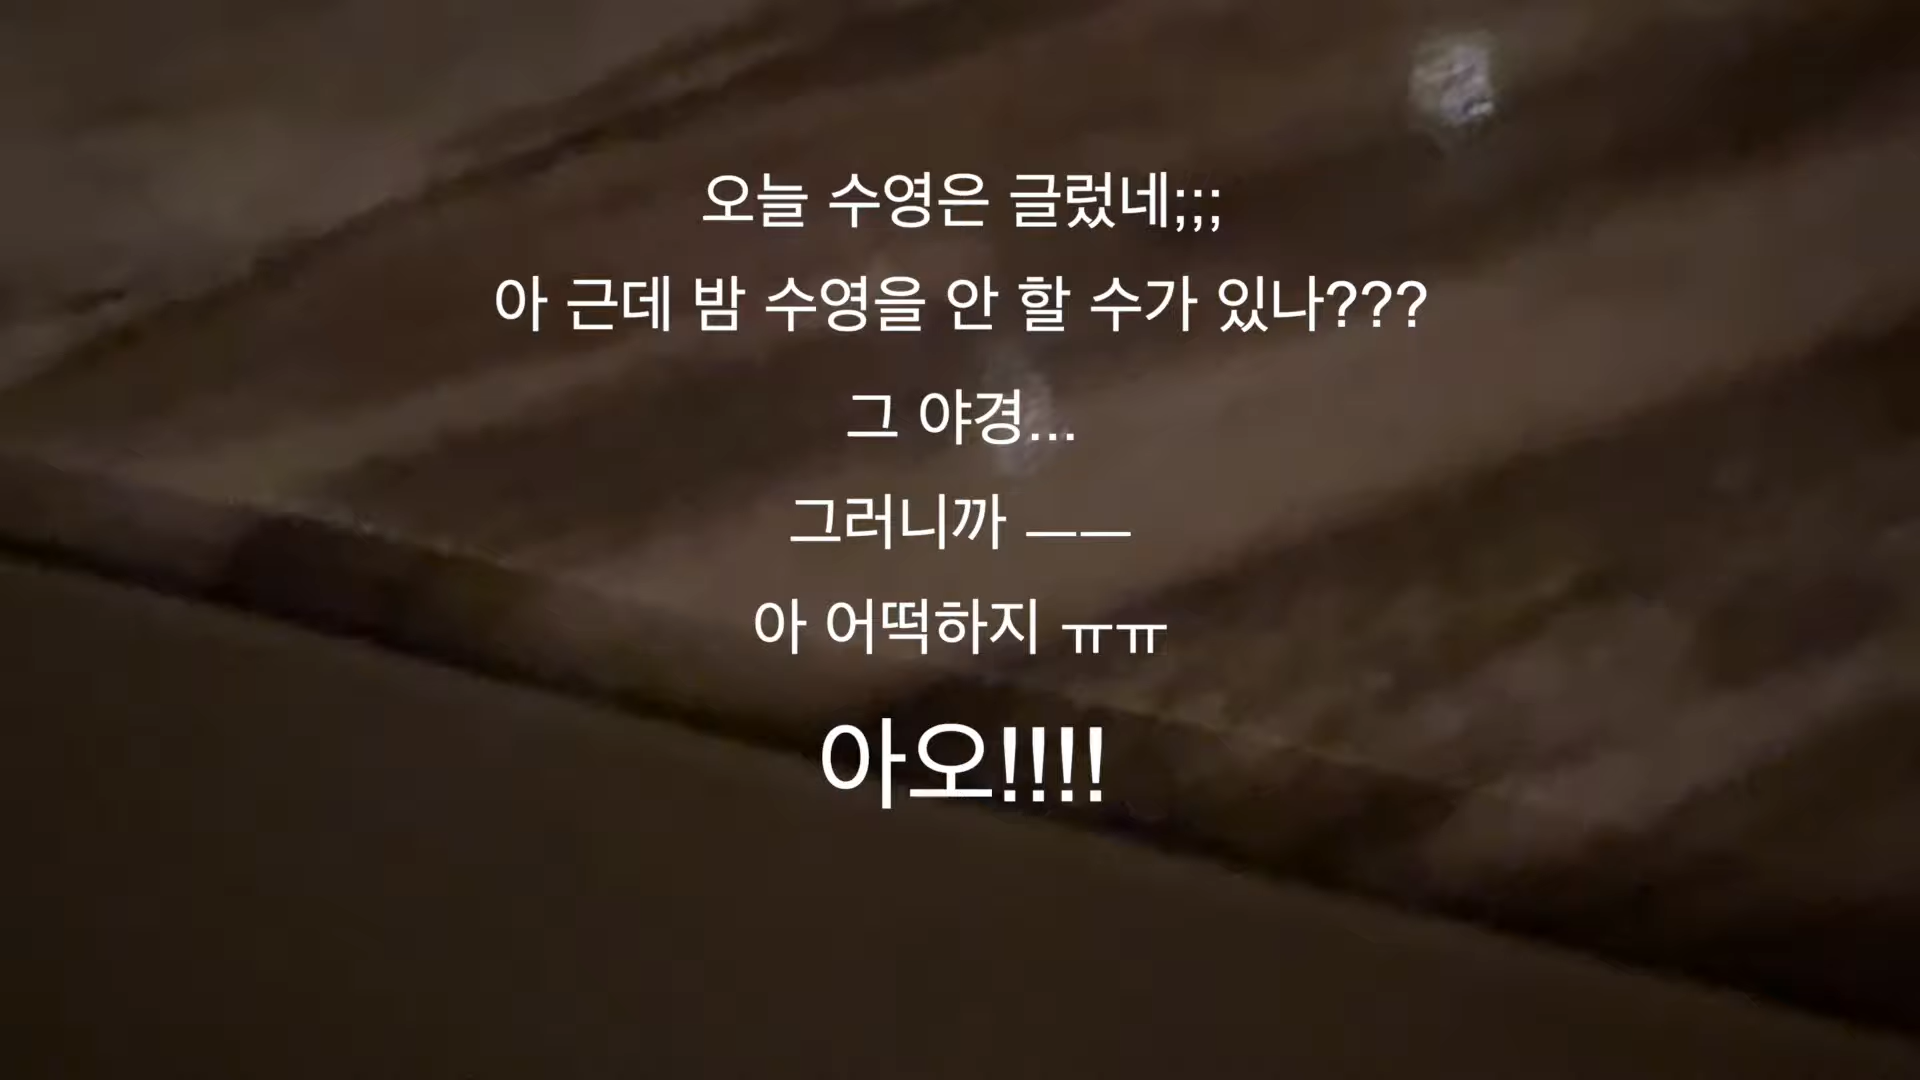 오늘 수영은 글렀네;;;
아 근데 밤 수영을 안 할 수가 있나???
그 야경...
그러니까 ㅡㅡ
아 어떡하지 ㅠㅠ
아오!!!!